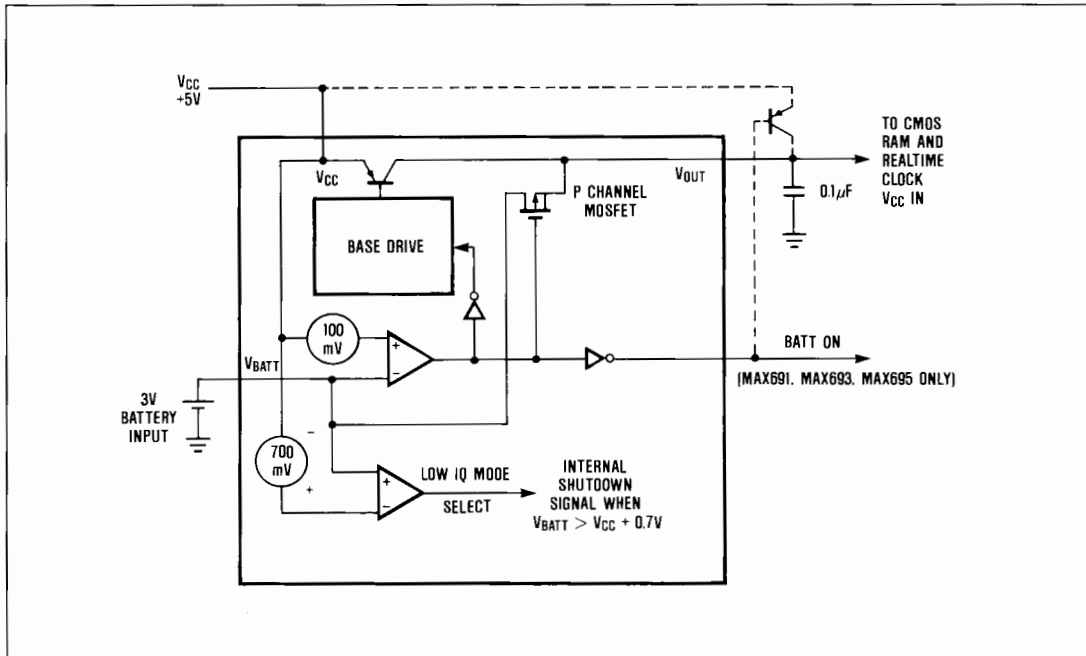 VCC
+5V
TO CMOS
RAM AND
REALTIME
CLOCK
VCC IN
VCC
VOUT
P CHANNEL
MOSFET
0.1μF
BASE DRIVE
100
mV
+
−
VBATT
BATT ON
(MAX691, MAX693, MAX695 ONLY)
3V
BATTERY
INPUT
−
700
mV
+
+
−
LOW IQ MODE
SELECT
INTERNAL
SHUTDOWN
SIGNAL WHEN
VBATT > VCC + 0.7V